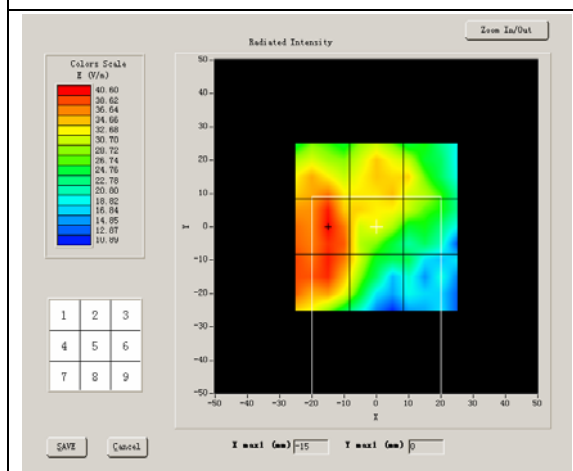 Zoom In/Out
Radiated Intensity
Colors Scale
E (V/m)
40.60
38.62
36.64
34.66
32.68
30.70
28.72
26.74
24.76
22.78
20.80
18.82
16.84
14.85
12.87
10.89
50
40
30
20
10
0
-10
-20
-30
-40
-50
Y
-50 -40 -30 -20 -10 0 10 20 30 40 50
X
1 2 3
4 5 6
7 8 9
SAVE Cancel X max1 (mm) -15 Y max1 (mm) 0